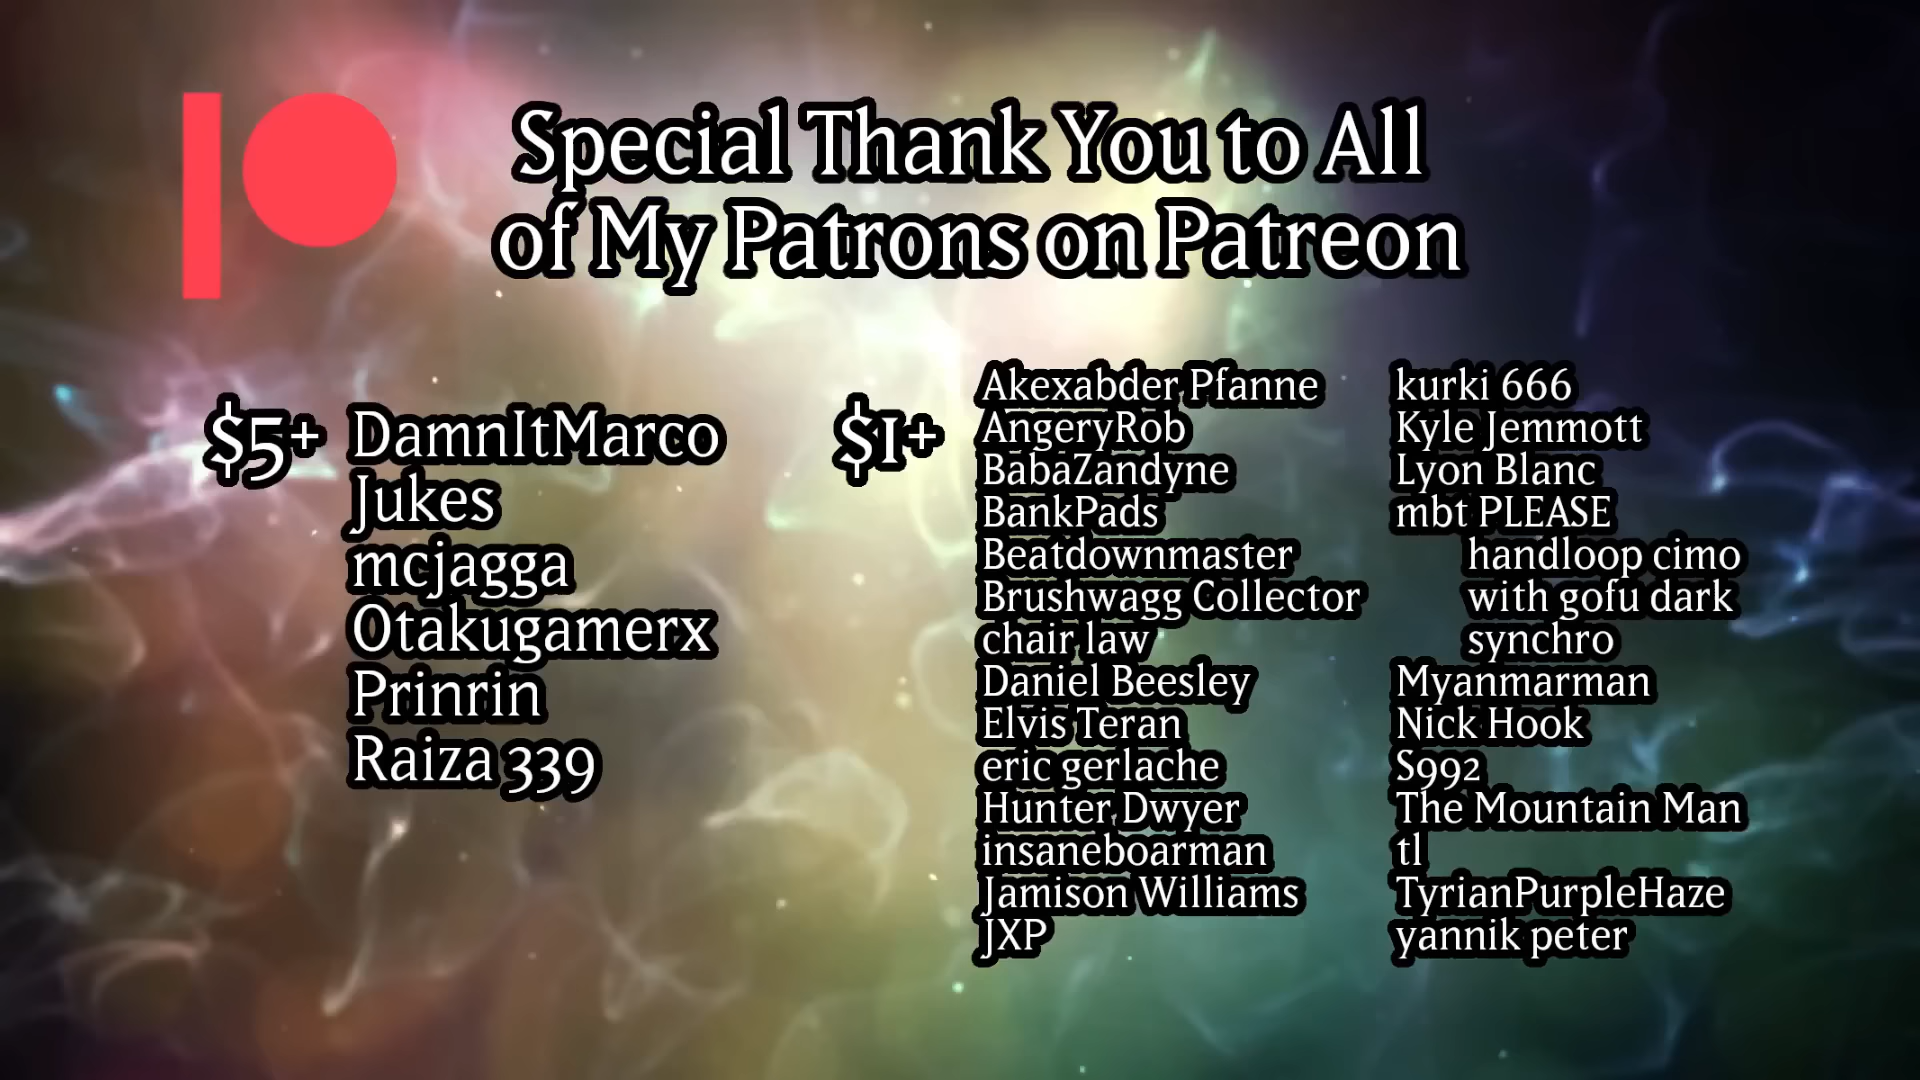 Special Thank You to All
of My Patrons on Patreon
$5+ DamnItMarco
Jukes
mcjagga
Otakugamerx
Prinrin
Raiza 339
$1+
Akexabder Pfanne
AngeryRob
BabaZandyne
BankPads
Beatdownmaster
Brushwagg Collector
chair law
Daniel Beesley
Elvis Teran
eric gerlache
Hunter Dwyer
insaneboarman
Jamison Williams
JXP
kurki 666
Kyle Jemmott
Lyon Blanc
mbt PLEASE
handloop cimo
with gofu dark
synchro
Myanmarman
Nick Hook
S992
The Mountain Man
tl
TyrianPurpleHaze
yannik peter